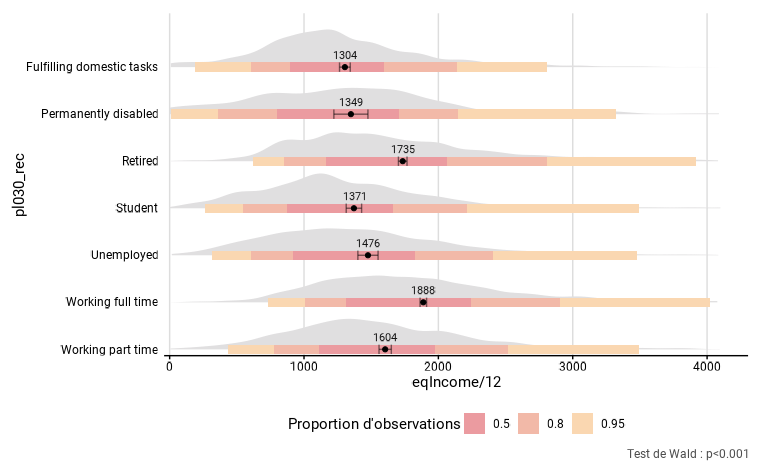 1304
Fulfilling domestic tasks
1349
Permanently disabled
1735
Retired
pl030_rec
1371
Student
1476
Unemployed
1888
Working full time
1604
Working part time
0 1000 2000 3000 4000
eqIncome/12
Proportion d'observations 0.5 0.8 0.95
Test de Wald : p<0.001